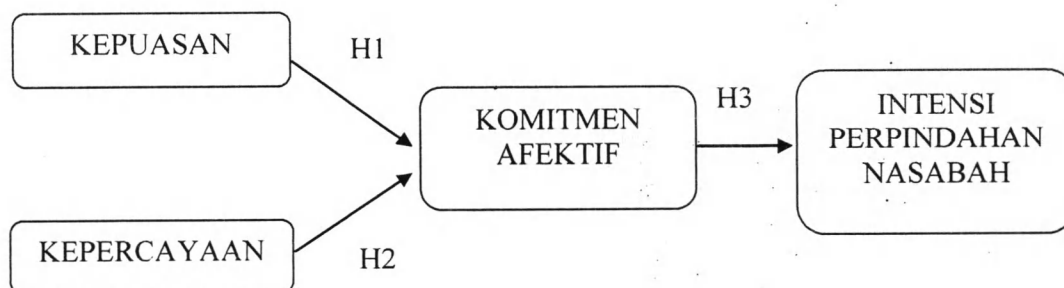 KEPUASAN
H1
KOMITMEN
AFEKTIF
H3
INTENSI
PERPINDAHAN
NASABAH
KEPERCAYAAN
H2